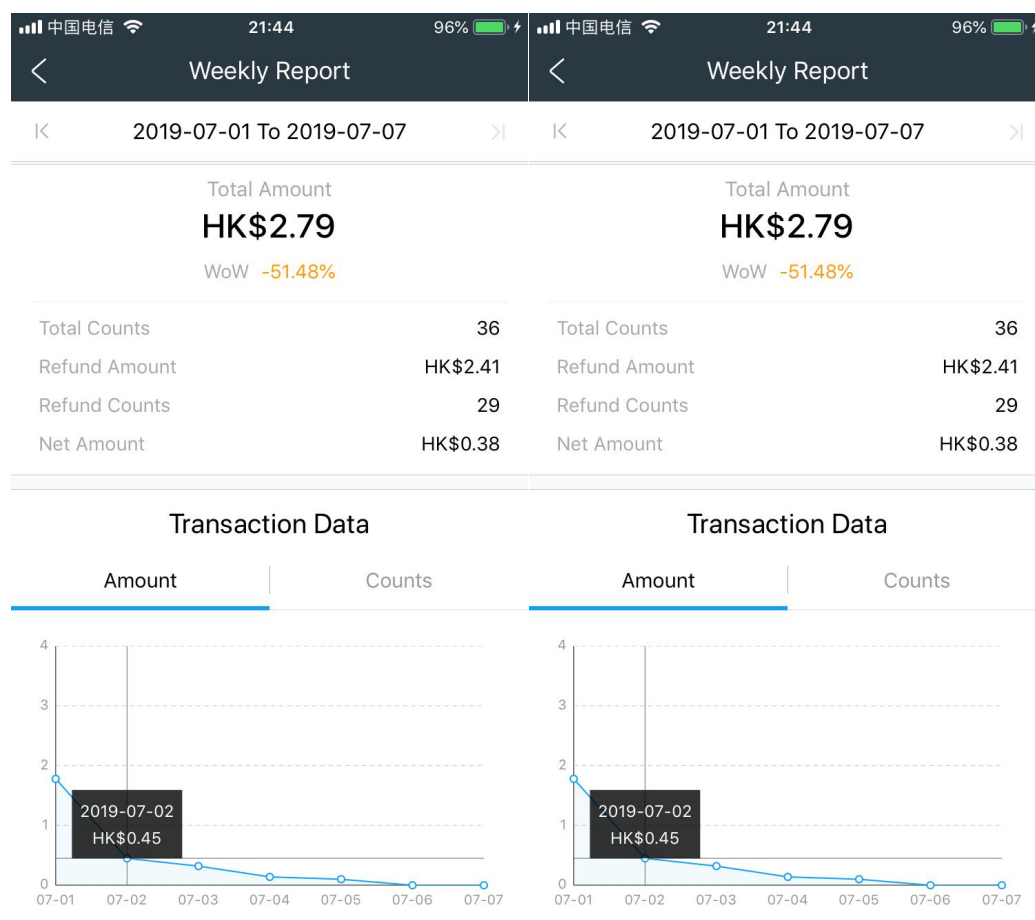 中国电信 21:44 96%
Weekly Report
2019-07-01 To 2019-07-07
Total Amount
HK$2.79
WoW -51.48%
Total Counts 36
Refund Amount HK$2.41
Refund Counts 29
Net Amount HK$0.38
Transaction Data
Amount Counts
4
3
2
1
0
2019-07-02
HK$0.45
07-01 07-02 07-03 07-04 07-05 07-06 07-07
中国电信 21:44 96%
Weekly Report
2019-07-01 To 2019-07-07
Total Amount
HK$2.79
WoW -51.48%
Total Counts 36
Refund Amount HK$2.41
Refund Counts 29
Net Amount HK$0.38
Transaction Data
Amount Counts
4
3
2
1
0
2019-07-02
HK$0.45
07-01 07-02 07-03 07-04 07-05 07-06 07-07